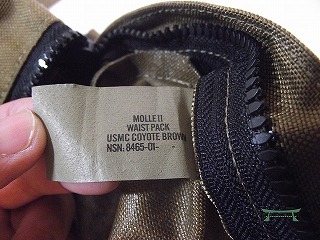 MOLLE II
WAIST PACK
USMC COYOTE BROWN
NSN: 8465-01-